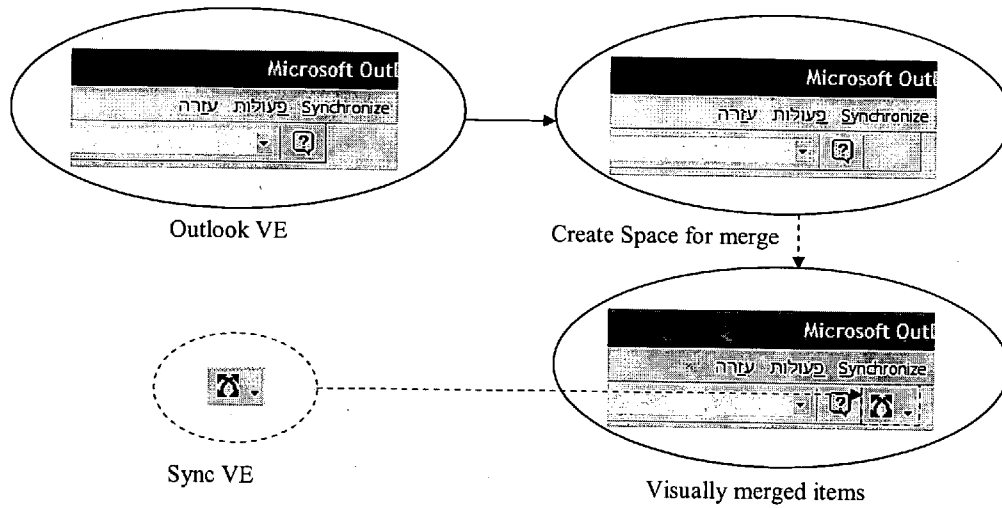 Microsoft Outl
עזרה פעולות Synchronize
?
Outlook VE
Microsoft Outl
עזרה פעולות Synchronize
?
Create Space for merge
Microsoft Outl
עזרה פעולות Synchronize
?
Visually merged items
Sync VE